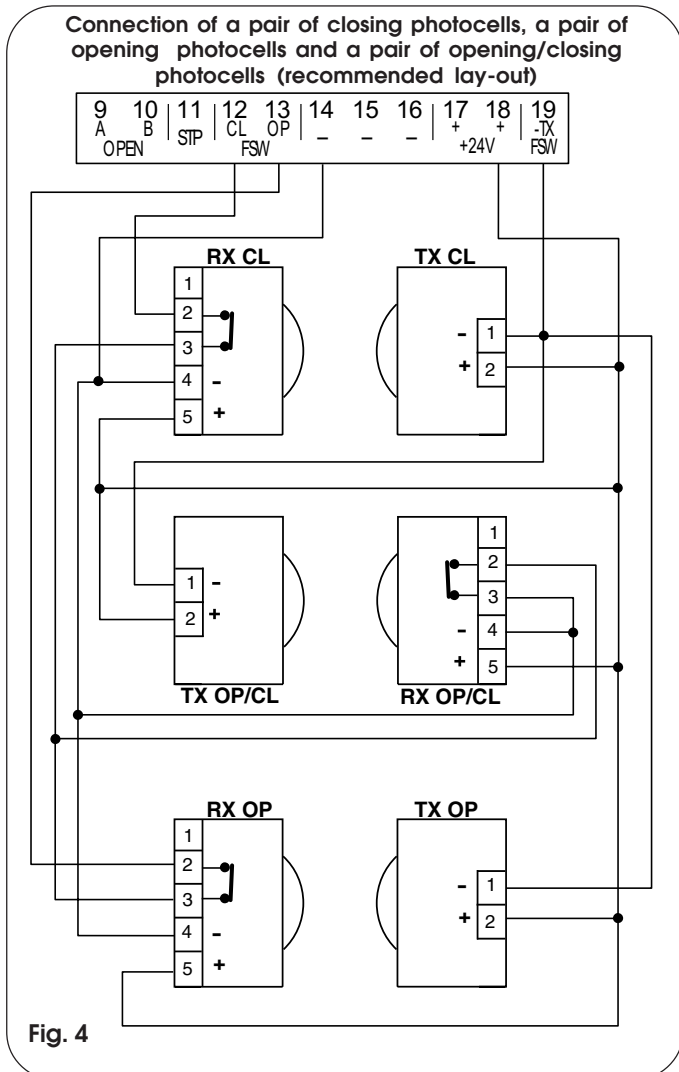 Connection of a pair of closing photocells, a pair of
opening photocells and a pair of opening/closing
photocells (recommended lay-out)
9 10 11 12 13 14 15 16 17 18 19
A B STP CL OP – – – + + -TX
OPEN FSW +24V FSW
RX CL TX CL
1
2
3
4 -
5 +
- 1
+ 2
1 -
2 +
1
2
3
- 4
+ 5
TX OP/CL RX OP/CL
RX OP TX OP
1
2
3
4 -
5 +
- 1
+ 2
Fig. 4